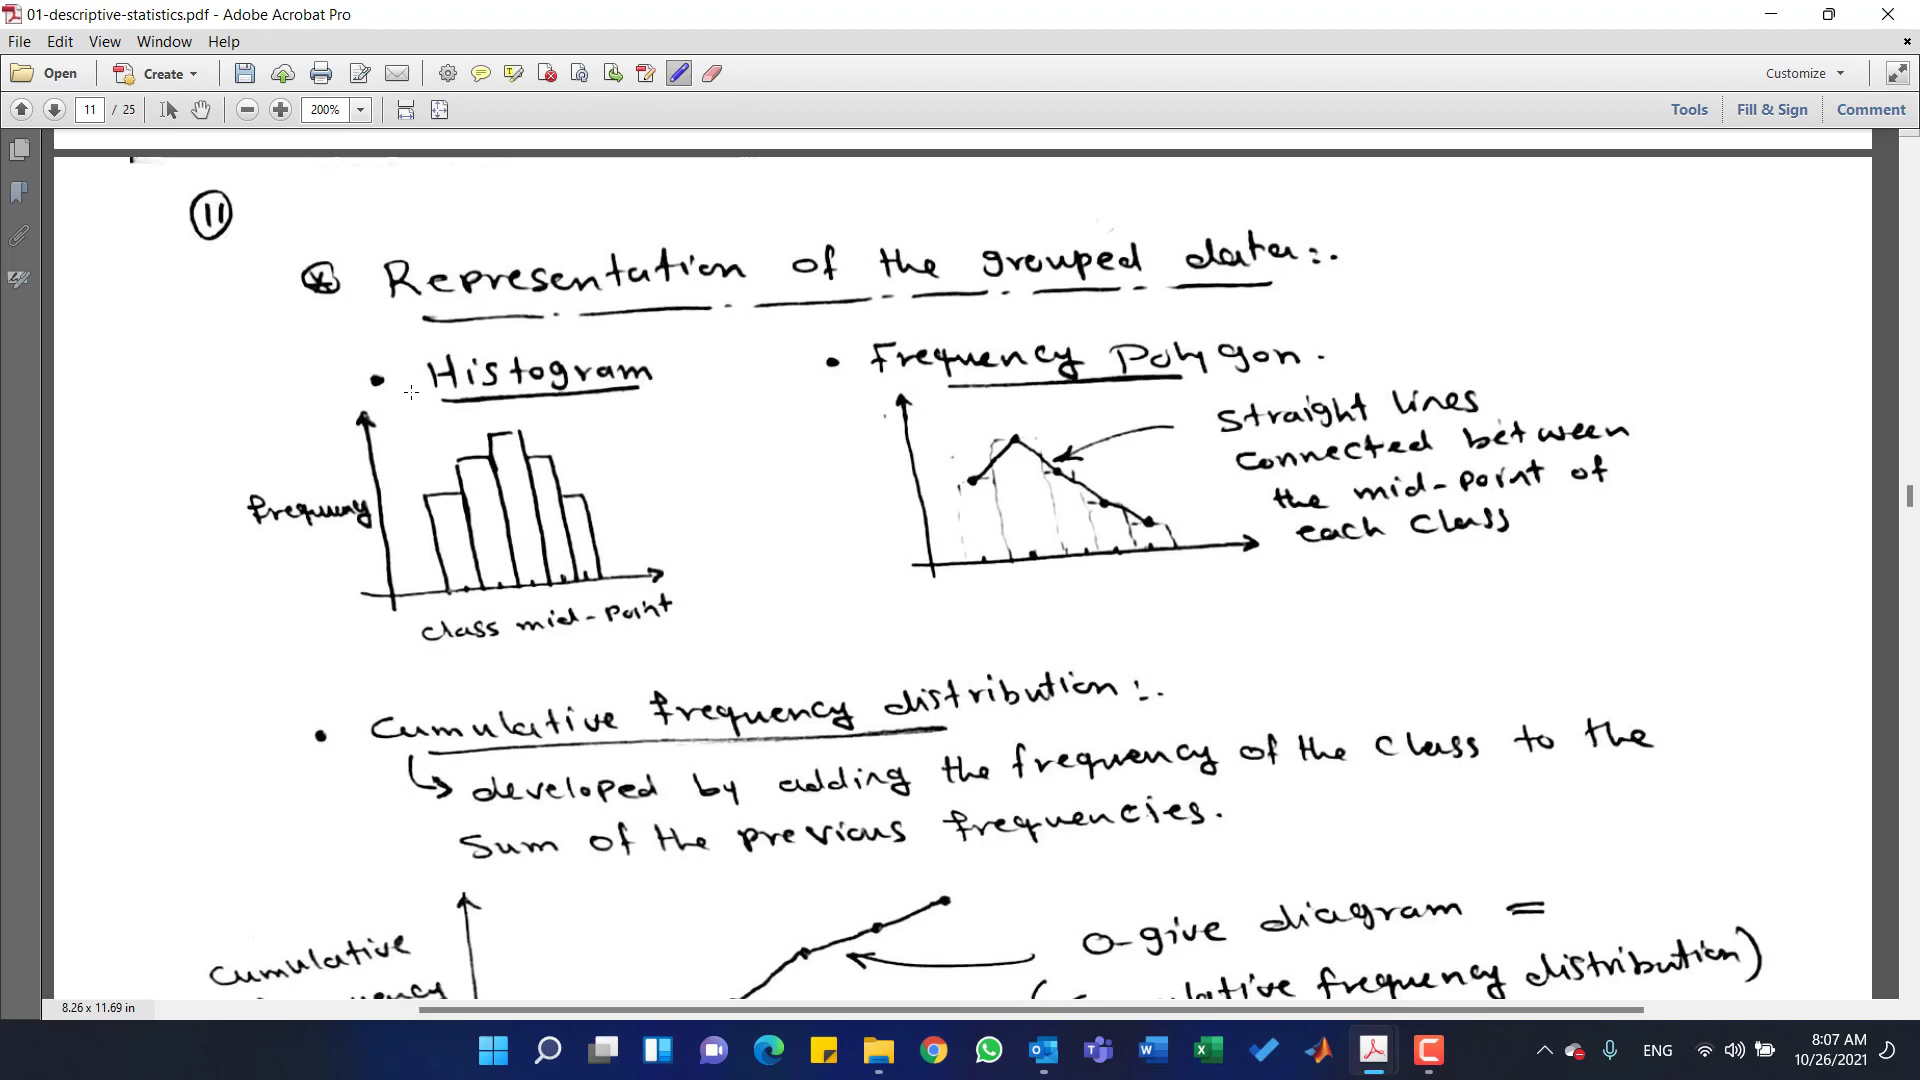 01-descriptive-statistics.pdf - Adobe Acrobat Pro
File Edit View Window Help
Open Create Customize
11 / 25 200% Tools Fill & Sign Comment
11
Representation of the grouped data:.
• Histogram
• Frequency Polygon.
Straight lines
connected between
the mid-point of
each class
frequency
class mid-point
• Cumulative frequency distribution:.
developed by adding the frequency of the class to the
sum of the previous frequencies.
O-give diagram =
Cumulative
frequency distribution)
8.26 x 11.69 in
ENG
8:07 AM
10/26/2021